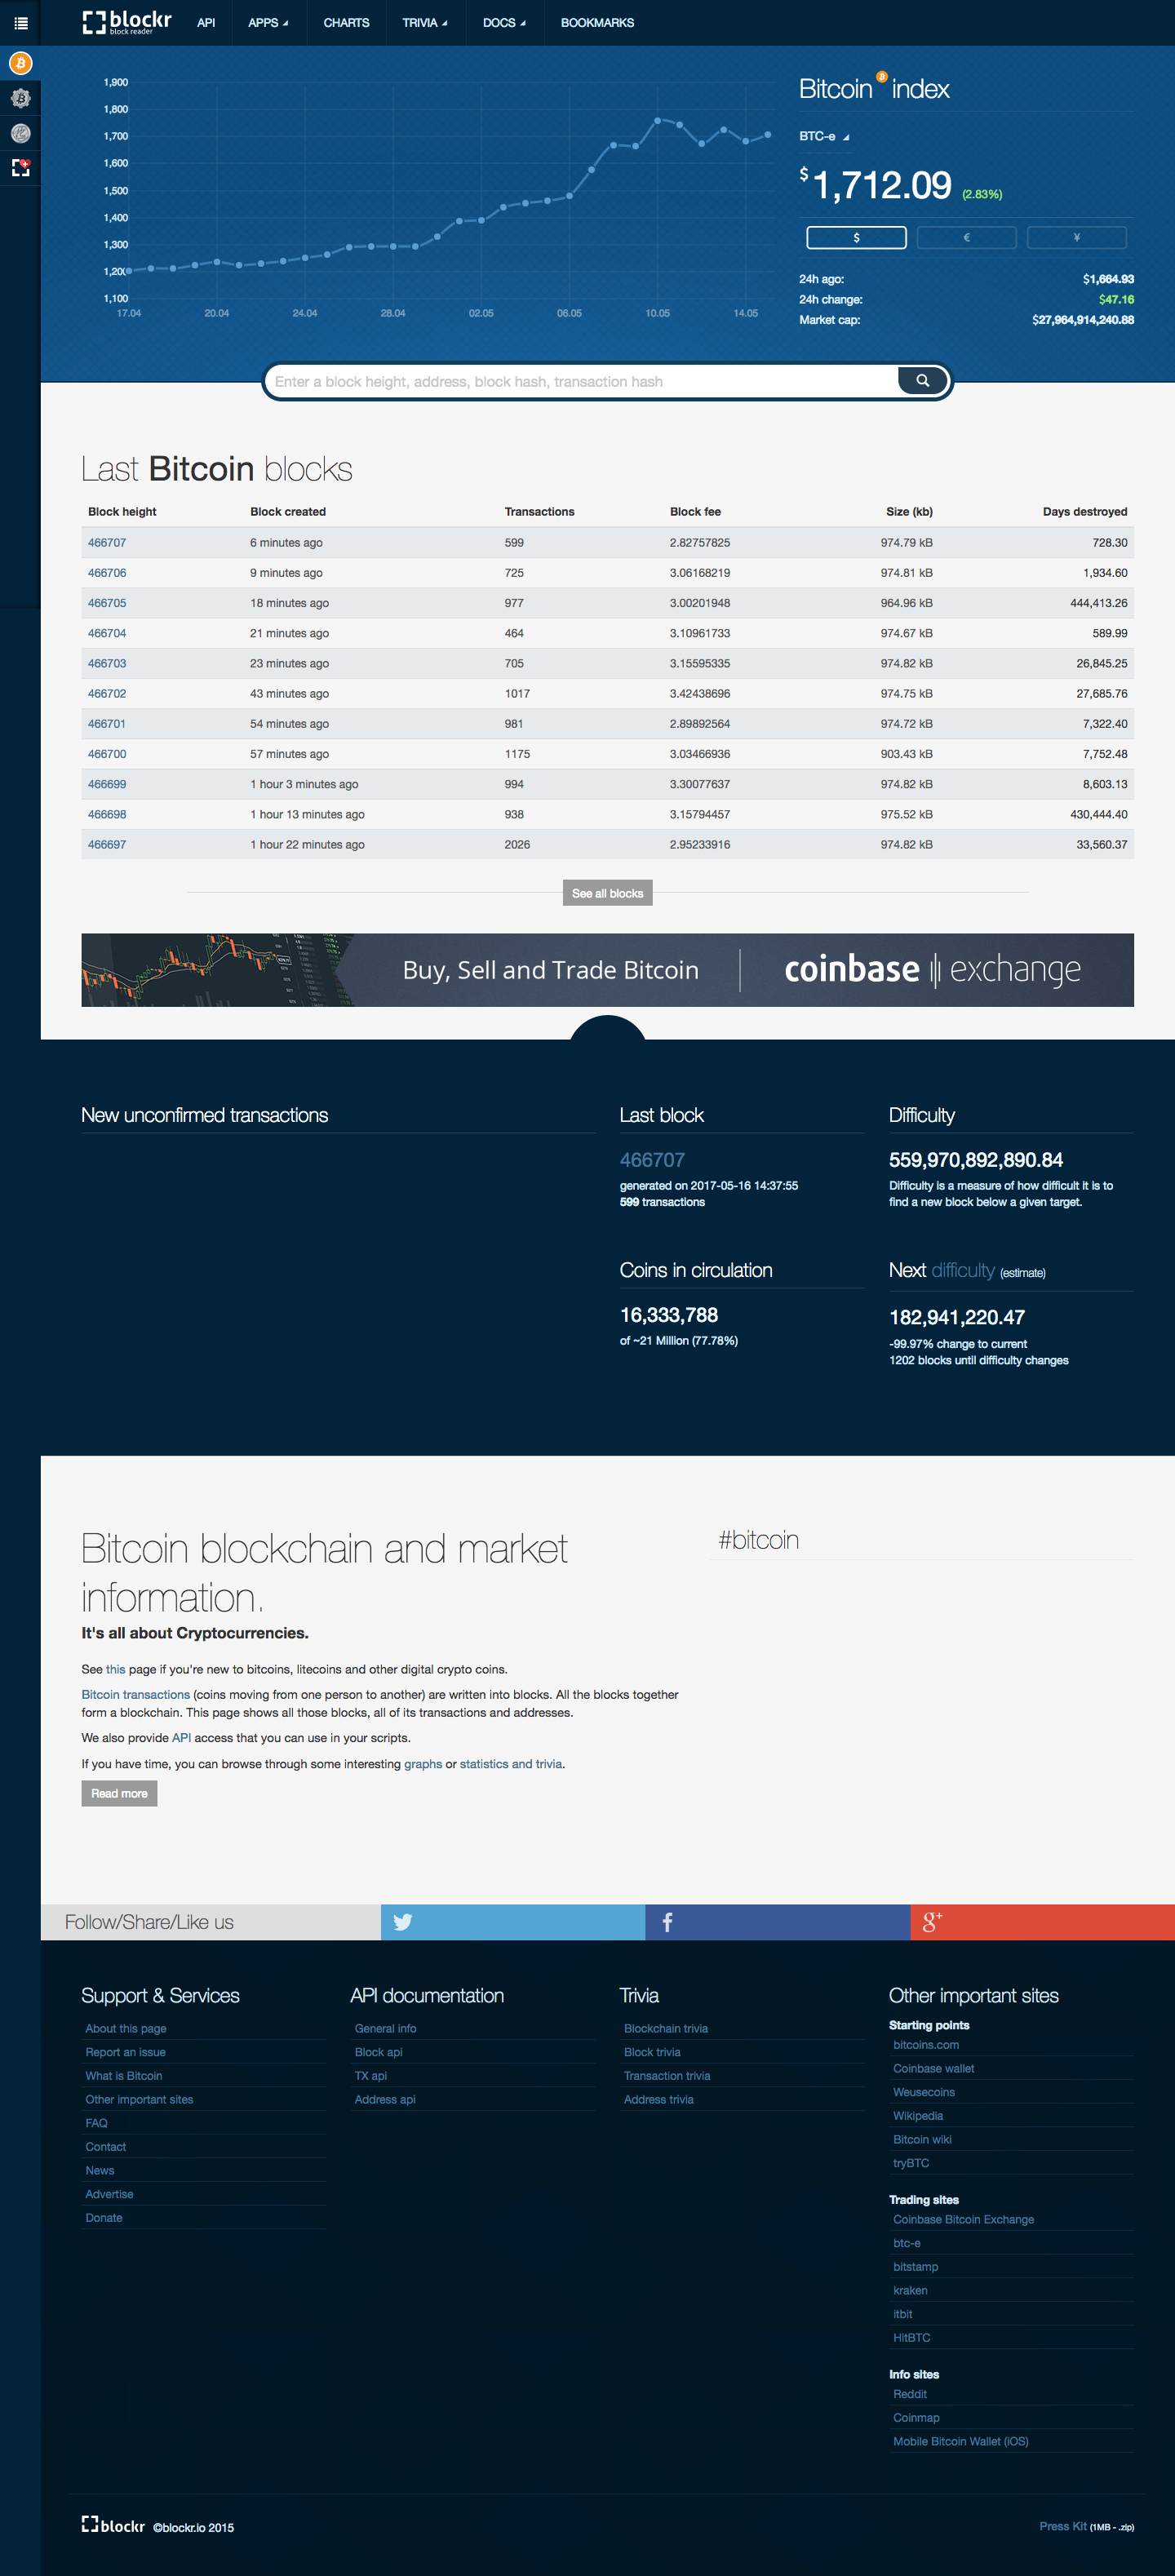 blockr
block reader
API
APPS
CHARTS
TRIVIA
DOCS
BOOKMARKS
1,900
1,800
1,700
1,600
1,500
1,400
1,300
1,200
1,100
17.04 20.04 24.04 28.04 02.05 06.05 10.05 14.05
Bitcoin index
BTC-e
$1,712.09 (2.83%)
$ € ¥
24h ago: $1,664.93
24h change: $47.16
Market cap: $27,964,914,240.88
Enter a block height, address, block hash, transaction hash
Last Bitcoin blocks
Block height Block created Transactions Block fee Size (kb) Days destroyed
466707 6 minutes ago 599 2.82757825 974.79 kB 728.30
466706 9 minutes ago 725 3.06168219 974.81 kB 1,934.60
466705 18 minutes ago 977 3.00201948 964.96 kB 444,413.26
466704 21 minutes ago 464 3.10961733 974.67 kB 589.99
466703 23 minutes ago 705 3.15595335 974.82 kB 26,845.25
466702 43 minutes ago 1017 3.42438696 974.75 kB 27,685.76
466701 54 minutes ago 981 2.89892564 974.72 kB 7,322.40
466700 57 minutes ago 1175 3.03466936 903.43 kB 7,752.48
466699 1 hour 3 minutes ago 994 3.30077637 974.82 kB 8,603.13
466698 1 hour 13 minutes ago 938 3.15794457 975.52 kB 430,444.40
466697 1 hour 22 minutes ago 2026 2.95233916 974.82 kB 33,560.37
See all blocks
Buy, Sell and Trade Bitcoin
coinbase exchange
New unconfirmed transactions
Last block
466707
generated on 2017-05-16 14:37:55
599 transactions
Difficulty
559,970,892,890.84
Difficulty is a measure of how difficult it is to
find a new block below a given target.
Coins in circulation
16,333,788
of ~21 Million (77.78%)
Next difficulty (estimate)
182,941,220.47
-99.97% change to current
1202 blocks until difficulty changes
Bitcoin blockchain and market
information.
It's all about Cryptocurrencies.
See this page if you're new to bitcoins, litecoins and other digital crypto coins.
Bitcoin transactions (coins moving from one person to another) are written into blocks. All the blocks together
form a blockchain. This page shows all those blocks, all of its transactions and addresses.
We also provide API access that you can use in your scripts.
If you have time, you can browse through some interesting graphs or statistics and trivia.
Read more
#bitcoin
Follow/Share/Like us
Support & Services
About this page
Report an issue
What is Bitcoin
Other important sites
FAQ
Contact
News
Advertise
Donate
API documentation
General info
Block api
TX api
Address api
Trivia
Blockchain trivia
Block trivia
Transaction trivia
Address trivia
Other important sites
Starting points
bitcoins.com
Coinbase wallet
Weusecoins
Wikipedia
Bitcoin wiki
tryBTC
Trading sites
Coinbase Bitcoin Exchange
btc-e
bitstamp
kraken
itbit
HitBTC
Info sites
Reddit
Coinmap
Mobile Bitcoin Wallet (iOS)
blockr ©blockr.io 2015
Press Kit (1MB - .zip)